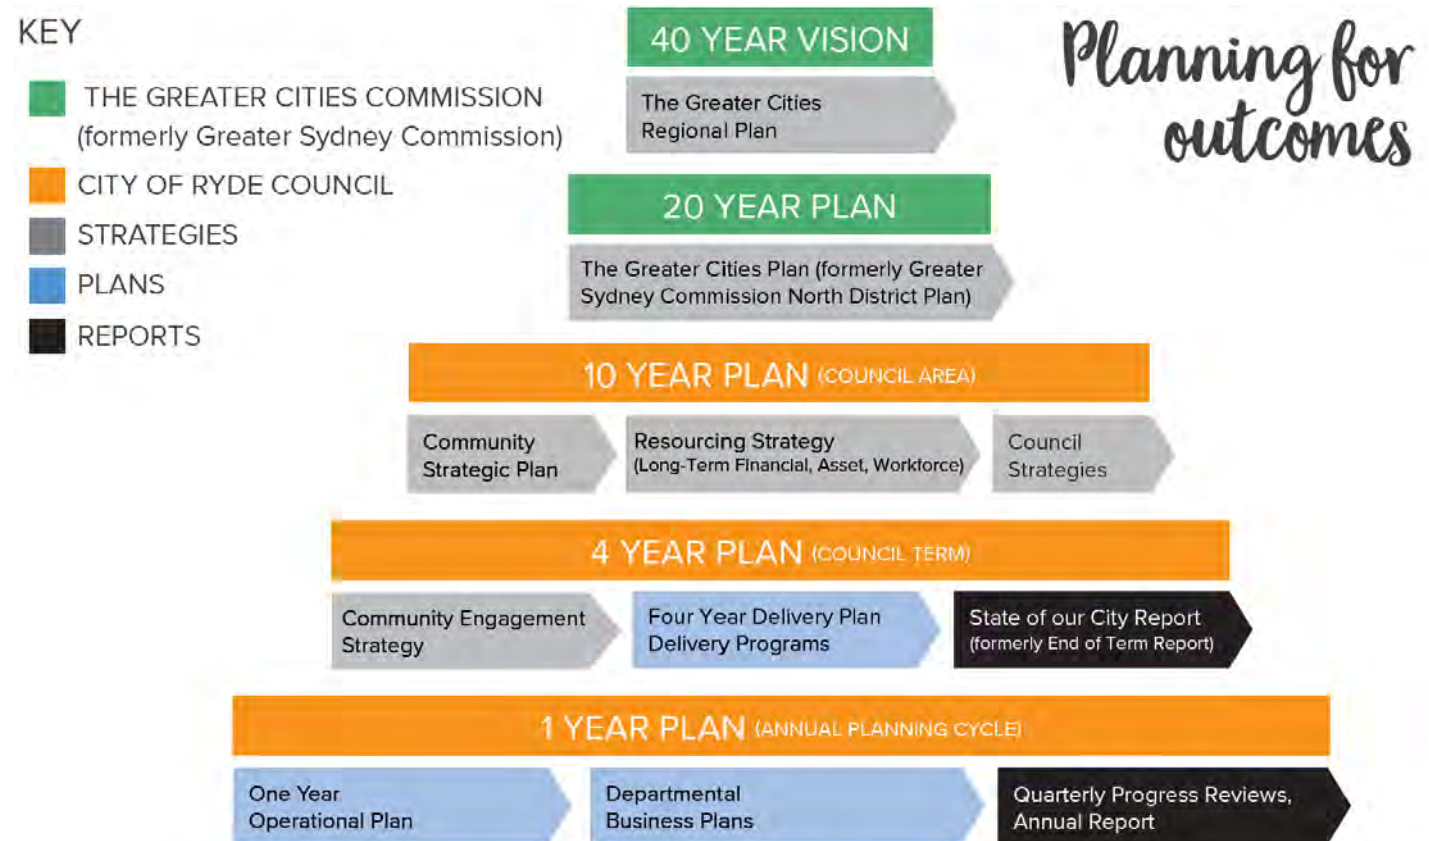 KEY
THE GREATER CITIES COMMISSION
(formerly Greater Sydney Commission)
CITY OF RYDE COUNCIL
STRATEGIES
PLANS
REPORTS
Planning for
outcomes
40 YEAR VISION
The Greater Cities
Regional Plan
20 YEAR PLAN
The Greater Cities Plan (formerly Greater
Sydney Commission North District Plan)
10 YEAR PLAN (COUNCIL AREA)
Community
Strategic Plan
Resourcing Strategy
(Long-Term Financial, Asset, Workforce)
Council
Strategies
4 YEAR PLAN (COUNCIL TERM)
Community Engagement
Strategy
Four Year Delivery Plan
Delivery Programs
State of our City Report
(formerly End of Term Report)
1 YEAR PLAN (ANNUAL PLANNING CYCLE)
One Year
Operational Plan
Departmental
Business Plans
Quarterly Progress Reviews,
Annual Report